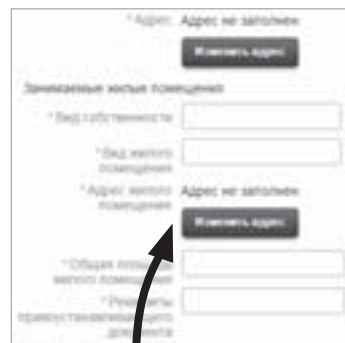 * Адрес Адрес не заполнен
Изменить адрес
Занимаемые жилые помещения
* Вид собственности
* Вид жилого
помещения
* Адрес жилого Адрес не заполнен
помещения
Изменить адрес
* Общая площадь
жилого помещения
* Реквизиты
правоустанавливающего
документа